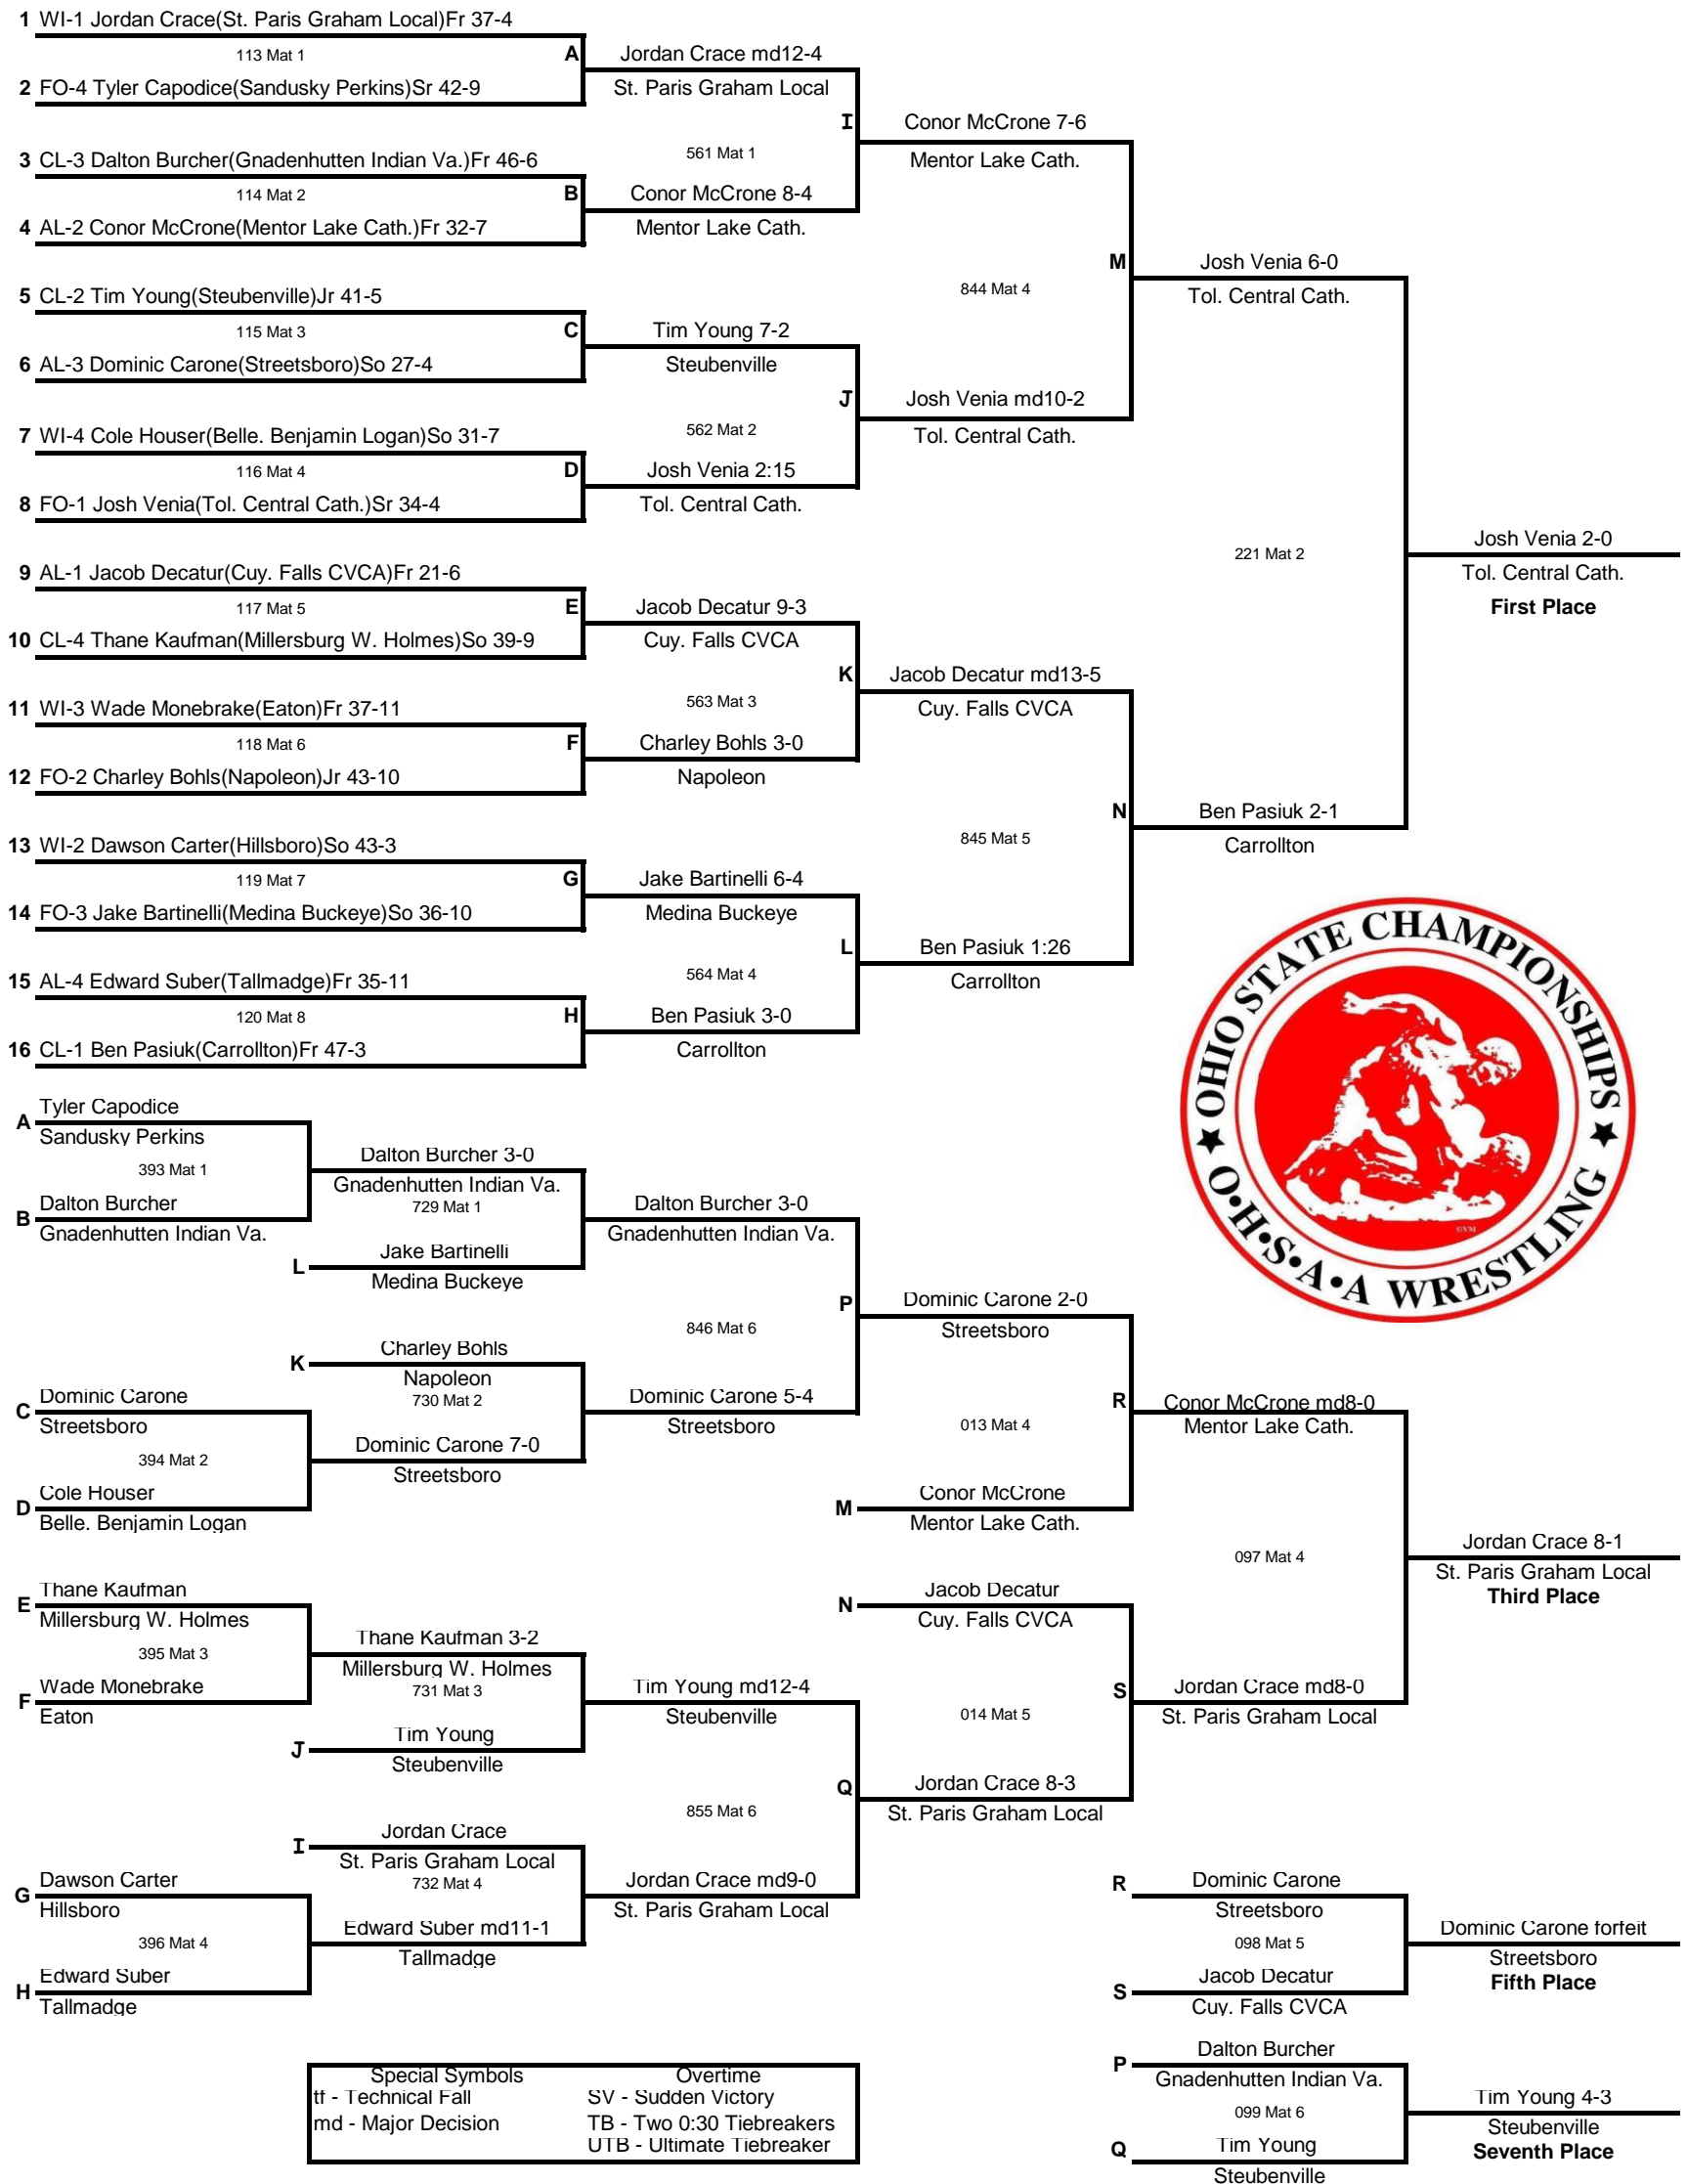 1 WI-1 Jordan Crace(St. Paris Graham Local)Fr 37-4
113 Mat 1
A
Jordan Crace md12-4
2 FO-4 Tyler Capodice(Sandusky Perkins)Sr 42-9
St. Paris Graham Local
I
Conor McCrone 7-6
3 CL-3 Dalton Burcher(Gnadenhutten Indian Va.)Fr 46-6
561 Mat 1
Mentor Lake Cath.
114 Mat 2
B
Conor McCrone 8-4
4 AL-2 Conor McCrone(Mentor Lake Cath.)Fr 32-7
Mentor Lake Cath.
M
Josh Venia 6-0
5 CL-2 Tim Young(Steubenville)Jr 41-5
844 Mat 4
Tol. Central Cath.
115 Mat 3
C
Tim Young 7-2
6 AL-3 Dominic Carone(Streetsboro)So 27-4
Steubenville
J
Josh Venia md10-2
7 WI-4 Cole Houser(Belle. Benjamin Logan)So 31-7
562 Mat 2
Tol. Central Cath.
116 Mat 4
D
Josh Venia 2:15
8 FO-1 Josh Venia(Tol. Central Cath.)Sr 34-4
Tol. Central Cath.
221 Mat 2
Josh Venia 2-0
Tol. Central Cath.
First Place
9 AL-1 Jacob Decatur(Cuy. Falls CVCA)Fr 21-6
117 Mat 5
E
Jacob Decatur 9-3
10 CL-4 Thane Kaufman(Millersburg W. Holmes)So 39-9
Cuy. Falls CVCA
K
Jacob Decatur md13-5
11 WI-3 Wade Monebrake(Eaton)Fr 37-11
563 Mat 3
Cuy. Falls CVCA
118 Mat 6
F
Charley Bohls 3-0
12 FO-2 Charley Bohls(Napoleon)Jr 43-10
Napoleon
N
Ben Pasiuk 2-1
13 WI-2 Dawson Carter(Hillsboro)So 43-3
845 Mat 5
Carrollton
119 Mat 7
G
Jake Bartinelli 6-4
14 FO-3 Jake Bartinelli(Medina Buckeye)So 36-10
Medina Buckeye
L
Ben Pasiuk 1:26
15 AL-4 Edward Suber(Tallmadge)Fr 35-11
564 Mat 4
Carrollton
120 Mat 8
H
Ben Pasiuk 3-0
16 CL-1 Ben Pasiuk(Carrollton)Fr 47-3
Carrollton
★ OHIO STATE CHAMPIONSHIPS ★
O•H•S•A•A WRESTLING
©VM
A Tyler Capodice
Sandusky Perkins
393 Mat 1
Dalton Burcher 3-0
Gnadenhutten Indian Va.
B Dalton Burcher
Gnadenhutten Indian Va.
729 Mat 1
Dalton Burcher 3-0
Gnadenhutten Indian Va.
L Jake Bartinelli
Medina Buckeye
P
Dominic Carone 2-0
Streetsboro
846 Mat 6
K Charley Bohls
Napoleon
730 Mat 2
C Dominic Carone
Streetsboro
Dominic Carone 5-4
Streetsboro
394 Mat 2
Dominic Carone 7-0
Streetsboro
D Cole Houser
Belle. Benjamin Logan
013 Mat 4
R
Conor McCrone md8-0
Mentor Lake Cath.
M Conor McCrone
Mentor Lake Cath.
097 Mat 4
Jordan Crace 8-1
St. Paris Graham Local
Third Place
E Thane Kaufman
Millersburg W. Holmes
395 Mat 3
Thane Kaufman 3-2
Millersburg W. Holmes
F Wade Monebrake
Eaton
731 Mat 3
Tim Young md12-4
Steubenville
J Tim Young
Steubenville
N Jacob Decatur
Cuy. Falls CVCA
014 Mat 5
S
Jordan Crace md8-0
St. Paris Graham Local
Q
Jordan Crace 8-3
St. Paris Graham Local
855 Mat 6
I Jordan Crace
St. Paris Graham Local
732 Mat 4
G Dawson Carter
Hillsboro
Jordan Crace md9-0
St. Paris Graham Local
396 Mat 4
Edward Suber md11-1
Tallmadge
H Edward Suber
Tallmadge
R Dominic Carone
Streetsboro
098 Mat 5
Dominic Carone forfeit
Streetsboro
Fifth Place
S Jacob Decatur
Cuy. Falls CVCA
P Dalton Burcher
Gnadenhutten Indian Va.
099 Mat 6
Tim Young 4-3
Steubenville
Seventh Place
Q Tim Young
Steubenville
Special Symbols Overtime
tf - Technical Fall SV - Sudden Victory
md - Major Decision TB - Two 0:30 Tiebreakers
UTB - Ultimate Tiebreaker